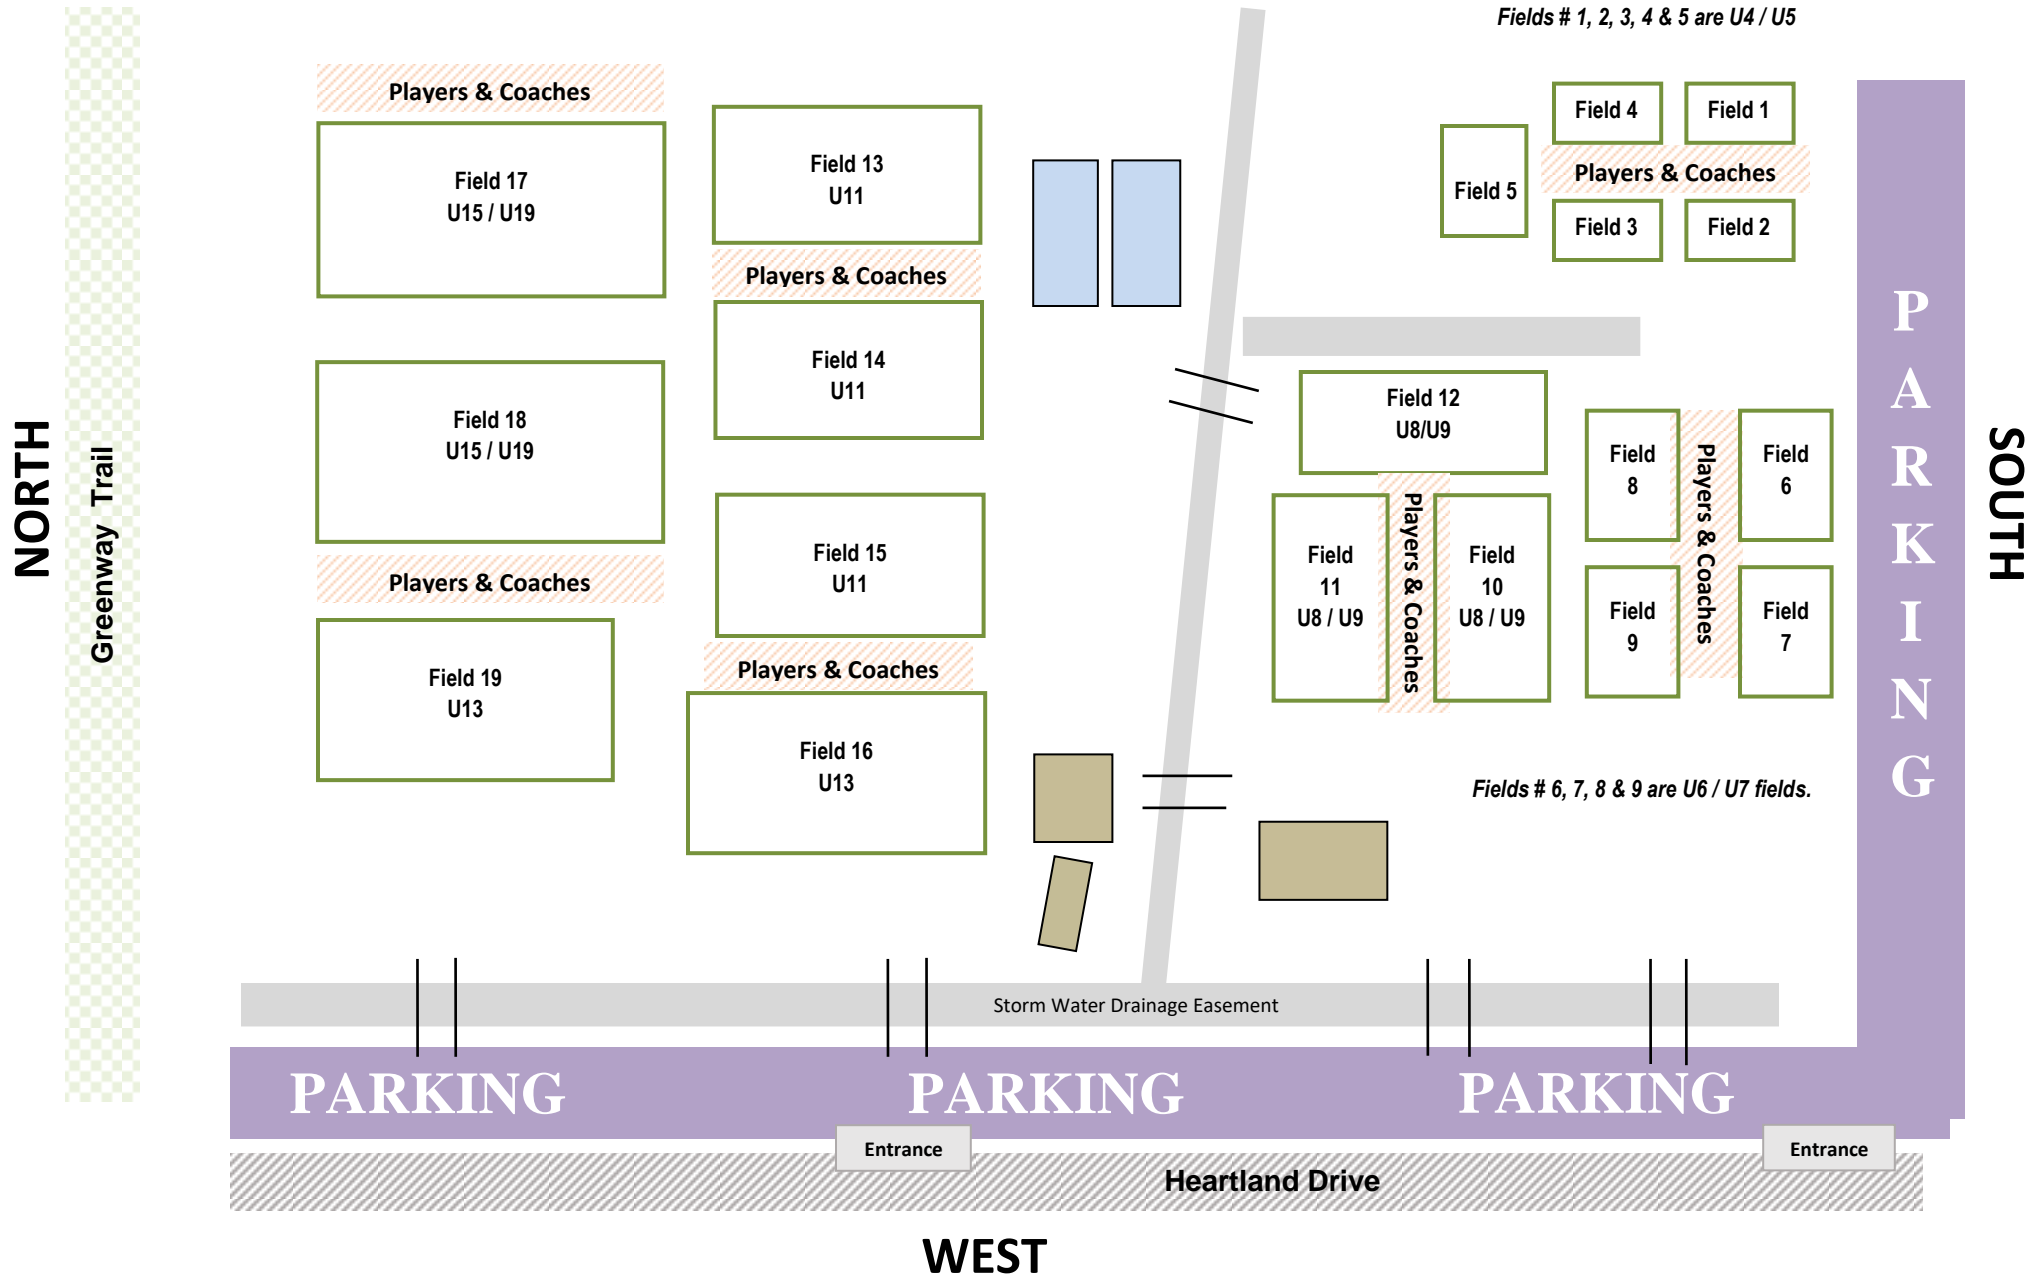 Fields # 1, 2, 3, 4 & 5 are U4 / U5
Players & Coaches
Field 17
U15 / U19
Field 13
U11
Players & Coaches
Field 14
U11
Field 4
Field 1
Players & Coaches
Field 5
Field 3
Field 2
Field 18
U15 / U19
Players & Coaches
Field 19
U13
Field 15
U11
Players & Coaches
Field 16
U13
Field 12
U8/U9
Field
11
U8 / U9
Players & Coaches
Field
10
U8 / U9
Field
8
Field
9
Players & Coaches
Field
6
Field
7
Fields # 6, 7, 8 & 9 are U6 / U7 fields.
NORTH
Greenway Trail
PARKING
SOUTH
Storm Water Drainage Easement
PARKING
PARKING
PARKING
Entrance
Entrance
Heartland Drive
WEST